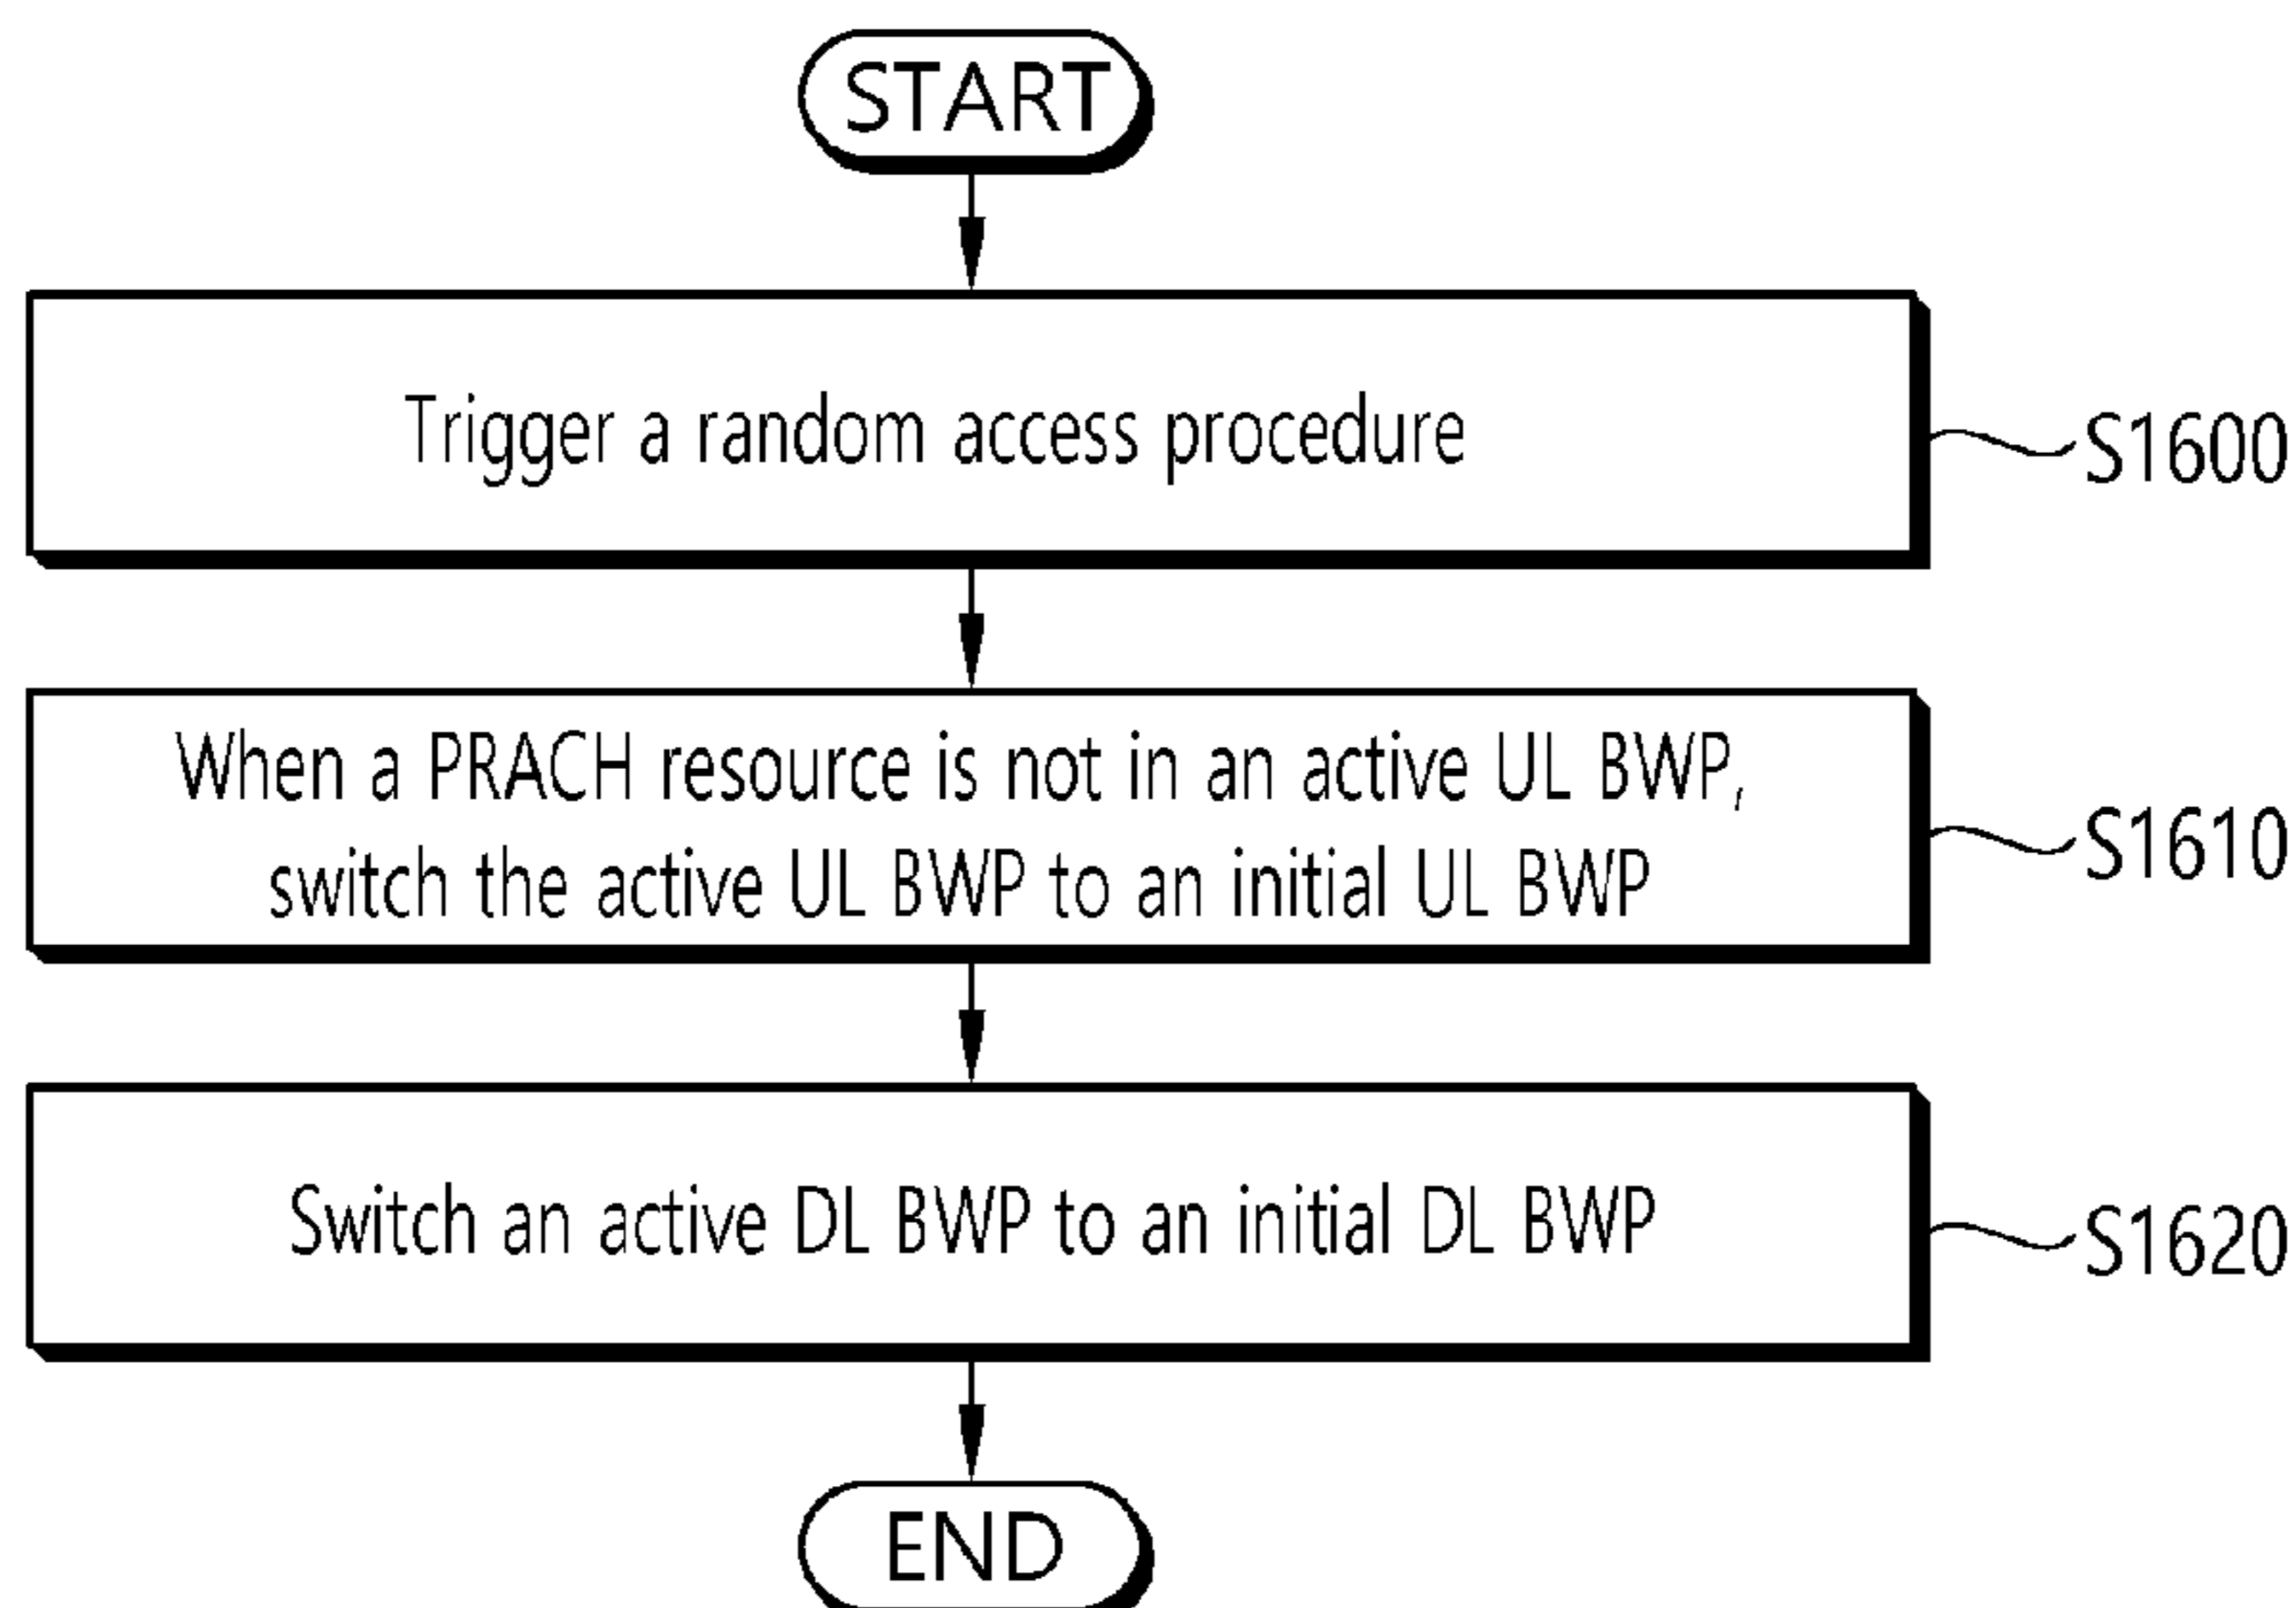 START
Trigger a random access procedure
S1600
When a PRACH resource is not in an active UL BWP,
switch the active UL BWP to an initial UL BWP
S1610
Switch an active DL BWP to an initial DL BWP
S1620
END